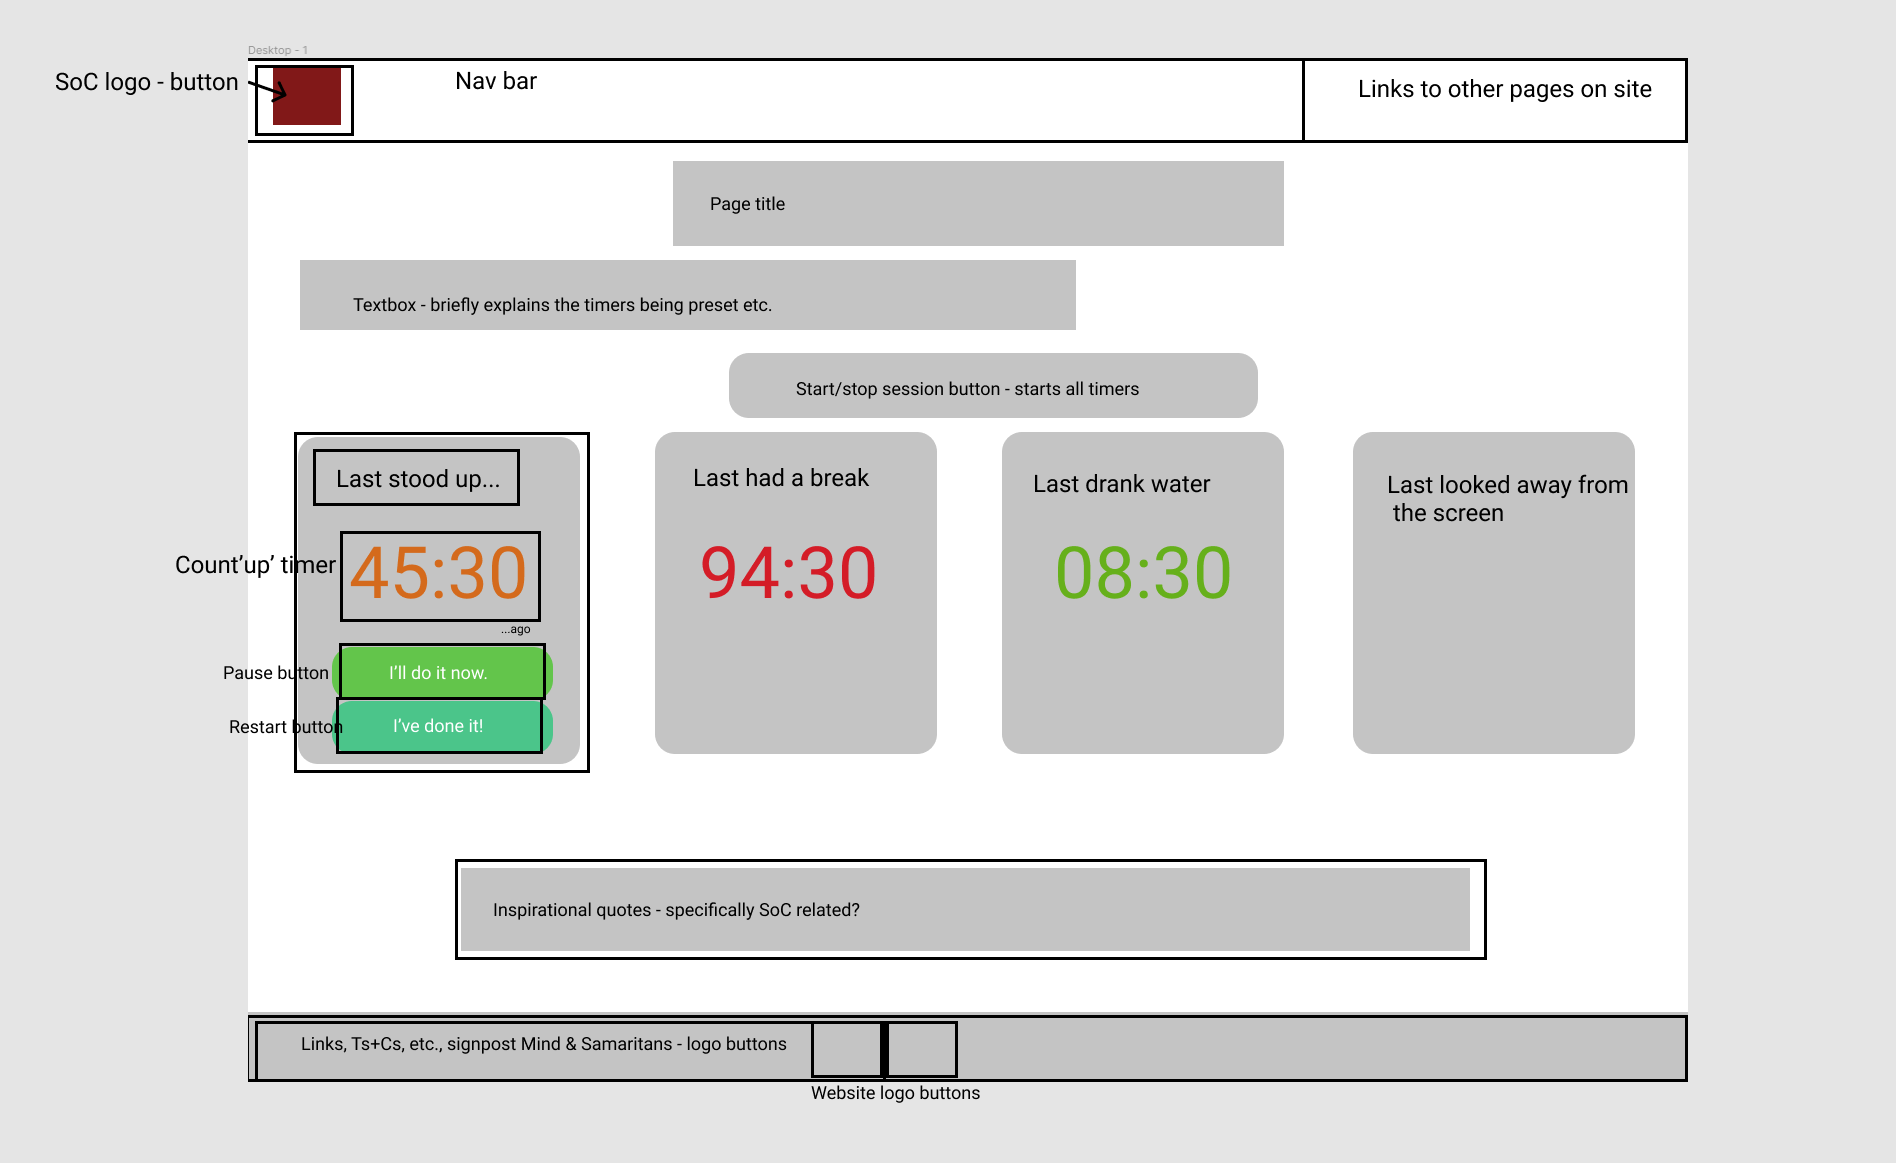 Desktop - 1
SoC logo - button
Nav bar
Links to other pages on site
Page title
Textbox - briefly explains the timers being preset etc.
Start/stop session button - starts all timers
Last stood up...
Count’up’ timer
45:30
...ago
Pause button
I’ll do it now.
Restart button
I’ve done it!
Last had a break
94:30
Last drank water
08:30
Last looked away from
the screen
Inspirational quotes - specifically SoC related?
Links, Ts+Cs, etc., signpost Mind & Samaritans - logo buttons
Website logo buttons